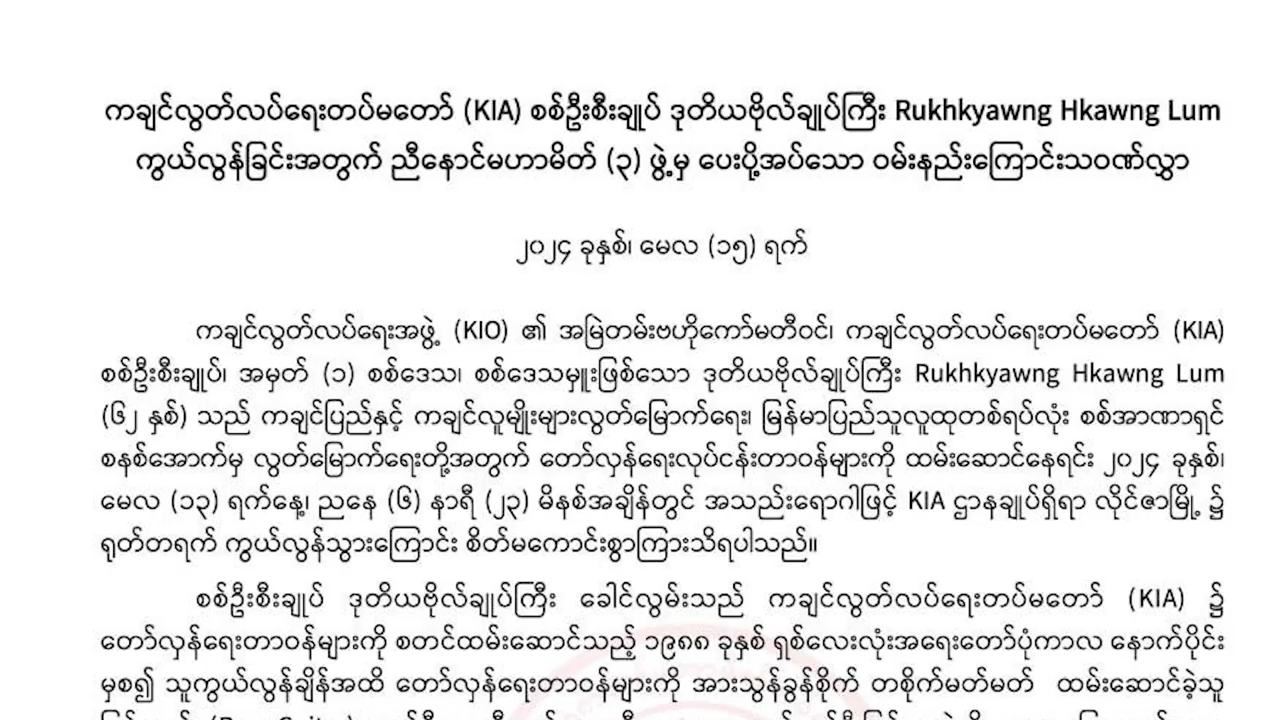 ကချင်လွတ်လပ်ရေးတပ်မတော် (KIA) စစ်ဦးစီးချုပ် ဒုတိယဗိုလ်ချုပ်ကြီး Rukhkyawng Hkawng Lum
ကွယ်လွန်ခြင်းအတွက် ညီနောင်မဟာမိတ် (၃) ဖွဲ့မှ ပေးပို့အပ်သော ဝမ်းနည်းကြောင်းသဝဏ်လွှာ
၂၀၂၄ ခုနှစ်၊ မေလ (၁၅) ရက်
ကချင်လွတ်လပ်ရေးအဖွဲ့ (KIO) ၏ အမြဲတမ်းဗဟိုကော်မတီဝင်၊ ကချင်လွတ်လပ်ရေးတပ်မတော် (KIA)
စစ်ဦးစီးချုပ်၊ အမှတ် (၁) စစ်ဒေသ၊ စစ်ဒေသမှူးဖြစ်သော ဒုတိယဗိုလ်ချုပ်ကြီး Rukhkyawng Hkawng Lum
(၆၂ နှစ်) သည် ကချင်ပြည်နှင့် ကချင်လူမျိုးများလွတ်မြောက်ရေး၊ မြန်မာပြည်သူလူထုတစ်ရပ်လုံး စစ်အာဏာရှင်
စနစ်အောက်မှ လွတ်မြောက်ရေးတို့အတွက် တော်လှန်ရေးလုပ်ငန်းတာဝန်များကို ထမ်းဆောင်နေရင်း ၂၀၂၄ ခုနှစ်၊
မေလ (၁၃) ရက်နေ့၊ ညနေ (၆) နာရီ (၂၃) မိနစ်အချိန်တွင် အသည်းရောဂါဖြင့် KIA ဌာနချုပ်ရှိရာ လိုင်ဇာမြို့ ၌
ရုတ်တရက် ကွယ်လွန်သွားကြောင်း စိတ်မကောင်းစွာကြားသိရပါသည်။
စစ်ဦးစီးချုပ် ဒုတိယဗိုလ်ချုပ်ကြီး ခေါင်လွမ်းသည် ကချင်လွတ်လပ်ရေးတပ်မတော် (KIA) ၌
တော်လှန်ရေးတာဝန်များကို စတင်ထမ်းဆောင်သည့် ၁၉၈၈ ခုနှစ် ရှစ်လေးလုံးအရေးတော်ပုံကာလ နောက်ပိုင်း
မှစ၍ သူကွယ်လွန်ချိန်အထိ တော်လှန်ရေးတာဝန်များကို အားသွန်ခွန်စိုက် တစိုက်မတ်မတ် ထမ်းဆောင်ခဲ့သူ